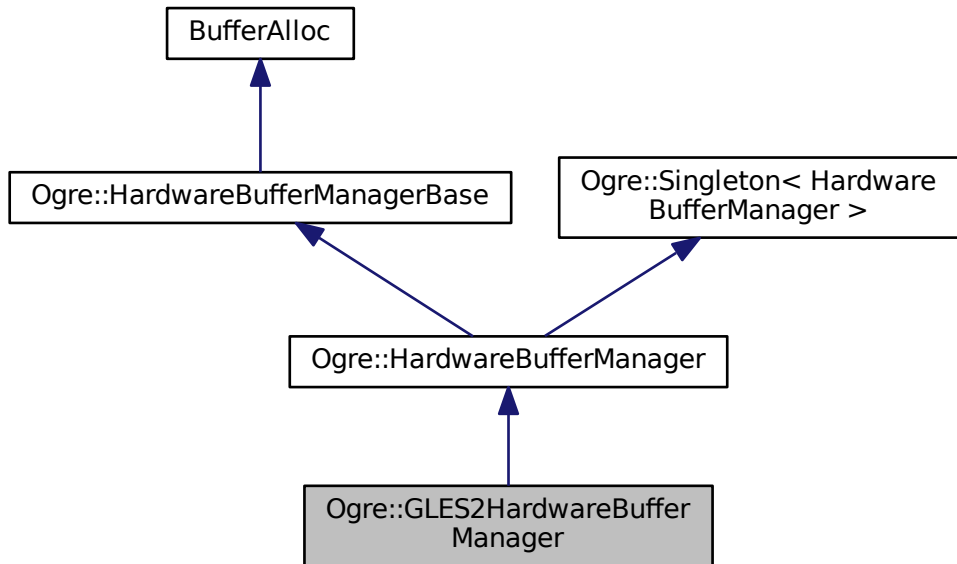 BufferAlloc
Ogre::HardwareBufferManagerBase
Ogre::Singleton< Hardware
BufferManager >
Ogre::HardwareBufferManager
Ogre::GLES2HardwareBuffer
Manager